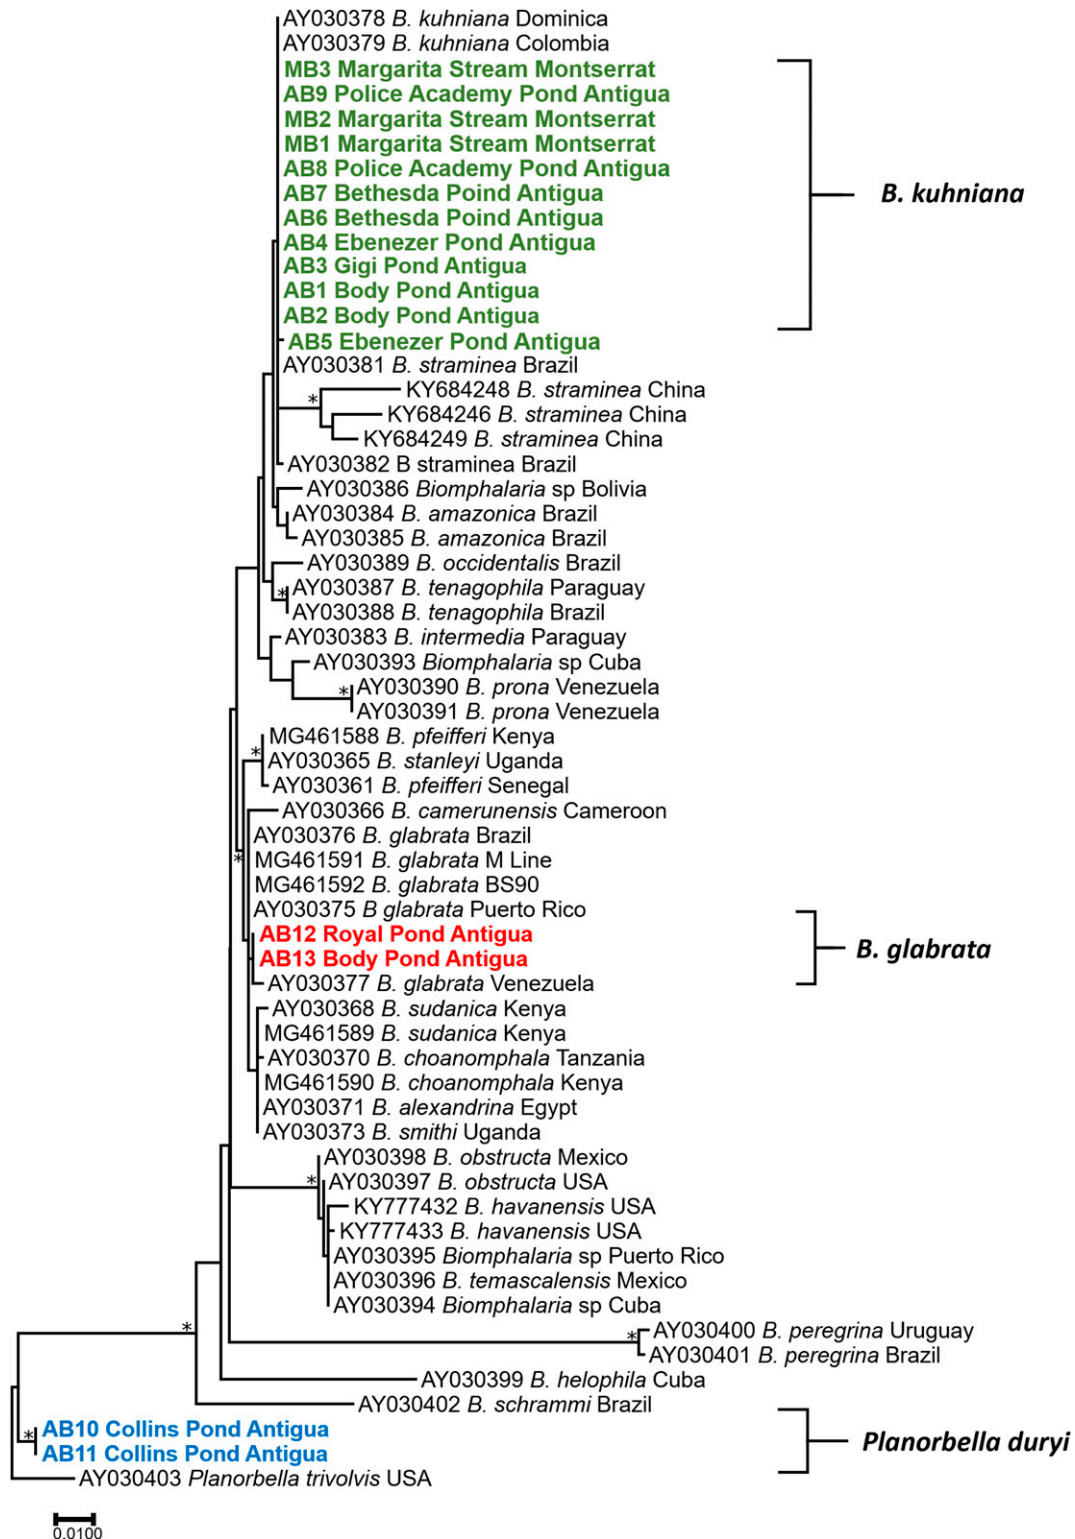 AY030378 B. kuhniana Dominica
AY030379 B. kuhniana Colombia
MB3 Margarita Stream Montserrat
AB9 Police Academy Pond Antigua
MB2 Margarita Stream Montserrat
MB1 Margarita Stream Montserrat
AB8 Police Academy Pond Antigua
AB7 Bethesda Poind Antigua
B. kuhniana
AB6 Bethesda Poind Antigua
AB4 Ebenezer Pond Antigua
AB3 Gigi Pond Antigua
AB1 Body Pond Antigua
AB2 Body Pond Antigua
AB5 Ebenezer Pond Antigua
AY030381 B. straminea Brazil
* KY684248 B. straminea China
KY684246 B. straminea China
KY684249 B. straminea China
AY030382 B straminea Brazil
AY030386 Biomphalaria sp Bolivia
AY030384 B. amazonica Brazil
AY030385 B. amazonica Brazil
AY030389 B. occidentalis Brazil
* AY030387 B. tenagophila Paraguay
AY030388 B. tenagophila Brazil
AY030383 B. intermedia Paraguay
AY030393 Biomphalaria sp Cuba
* AY030390 B. prona Venezuela
AY030391 B. prona Venezuela
MG461588 B. pfeifferi Kenya
* AY030365 B. stanleyi Uganda
AY030361 B. pfeifferi Senegal
AY030366 B. camerunensis Cameroon
AY030376 B. glabrata Brazil
* MG461591 B. glabrata M Line
MG461592 B. glabrata BS90
AY030375 B glabrata Puerto Rico
AB12 Royal Pond Antigua
B. glabrata
AB13 Body Pond Antigua
AY030377 B. glabrata Venezuela
AY030368 B. sudanica Kenya
MG461589 B. sudanica Kenya
AY030370 B. choanomphala Tanzania
MG461590 B. choanomphala Kenya
AY030371 B. alexandrina Egypt
AY030373 B. smithi Uganda
AY030398 B. obstructa Mexico
* AY030397 B. obstructa USA
KY777432 B. havanensis USA
KY777433 B. havanensis USA
AY030395 Biomphalaria sp Puerto Rico
AY030396 B. temascalensis Mexico
AY030394 Biomphalaria sp Cuba
*
* AY030400 B. peregrina Uruguay
AY030401 B. peregrina Brazil
AY030399 B. helophila Cuba
AY030402 B. schrammi Brazil
* AB10 Collins Pond Antigua
Planorbella duryi
AB11 Collins Pond Antigua
AY030403 Planorbella trivolvis USA
0.0100